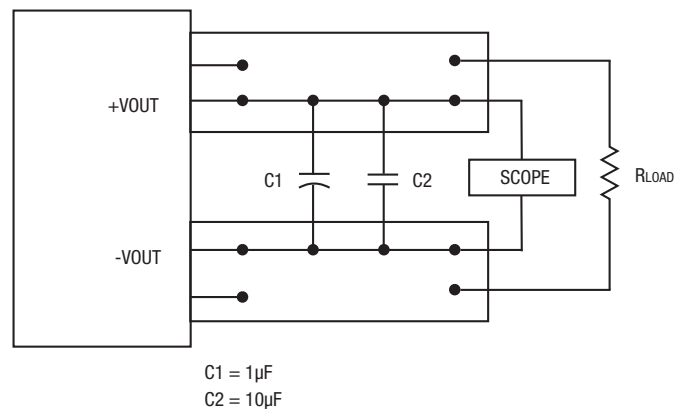 +VOUT
C1
C2
SCOPE
RLOAD
-VOUT
C1 = 1µF
C2 = 10µF